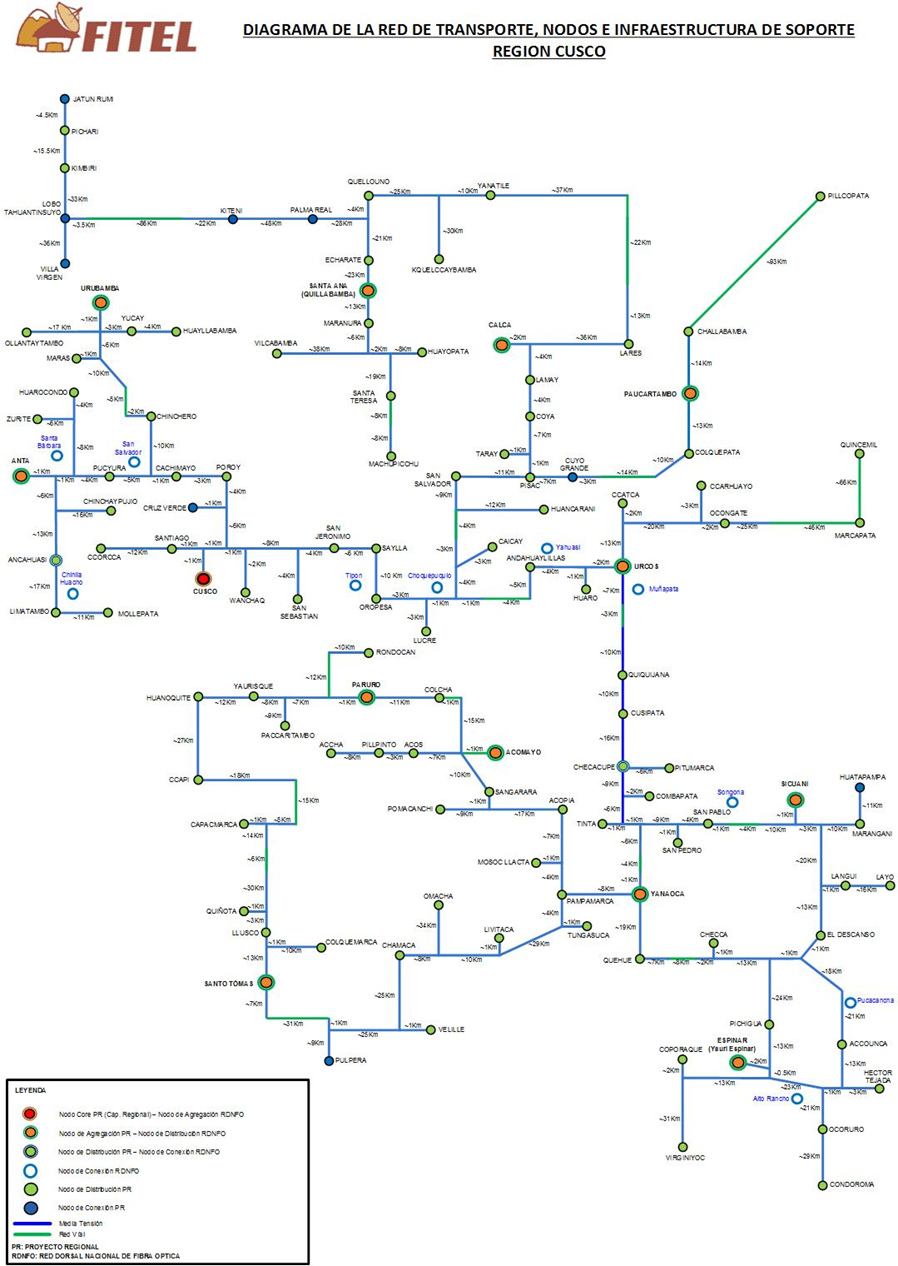 FITEL
DIAGRAMA DE LA RED DE TRANSPORTE, NODOS E INFRAESTRUCTURA DE SOPORTE
REGION CUSCO
JATUN RUMI
~4.5Km
PICHARI
~15.5Km
KIMBIRI
~33Km
LOBO
TAHUANTINSUYO
~3.5Km
~86Km
KITENI
~22Km
~48Km
PALMA REAL
~28Km
~36Km
VILLA
VIRGEN
QUELLOUNO
~4Km
~25Km
~10Km
YANATILE
~37Km
~30Km
KQUELCCAYBAMBA
~21Km
ECHARATE
~23Km
SANTA ANA
(QUILLABAMBA)
~13Km
MARANURA
~6Km
VILCABAMBA
~38Km
~2Km
~8Km
HUAYOPATA
~19Km
SANTA
TERESA
~8Km
~8Km
MACHUPICCHU
~22Km
~13Km
LARES
CALCA
~2Km
~36Km
~4Km
LAMAY
~4Km
COYA
~7Km
TARAY
~1Km
~1Km
PISAC
~11Km
~7Km
CUYO
GRANDE
~3Km
~14Km
~10Km
COLQUEPATA
~13Km
PAUCARTAMBO
~14Km
CHALLABAMBA
~93Km
PILLCOPATA
URUBAMBA
~1Km
~17 Km
OLLANTAYTAMBO
~3Km
YUCAY
~4Km
HUAYLLABAMBA
~6Km
MARAS
~1Km
~10Km
~5Km
~2Km
CHINCHERO
~10Km
HUAROCONDO
~4Km
ZURITE
~6Km
~8Km
Santa
Bárbara
San
Salvador
ANTA
~1Km
~1Km
~4Km
PUCYURA
~5Km
CACHIMAYO
~1Km
~3Km
POROY
~4Km
~6Km
CHINCHAYPUJIO
~16Km
~13Km
ANCAHUASI
Chinlla
Huacho
~17Km
LIMATAMBO
~11Km
MOLLEPATA
CRUZ VERDE
~1Km
~6Km
CCORCCA
~12Km
SANTIAGO
~1Km
~1Km
CUSCO
~1Km
~2Km
WANCHAQ
~8Km
~4Km
SAN
SEBASTIAN
SAN
JERONIMO
~4Km
~6Km
SAYLLA
~10 Km
Tipon
OROPESA
~3Km
~3Km
LUCRE
Choquepuquio
~1Km
~4Km
~5Km
SAN
SALVADOR
~9Km
~12Km
HUANCARANI
~4Km
~3Km
CAICAY
~3Km
ANDAHUAYLILLAS
Yahuasi
~4Km
~1Km
HUARO
~2Km
URCOS
~13Km
CCATCA
~2Km
~20Km
~3Km
CCARHUAYO
OCONGATE
~2Km
~25Km
~46Km
MARCAPATA
~66Km
QUINCEMIL
~7Km
~3Km
Muñapata
~10Km
QUIQUIJANA
~10Km
CUSIPATA
~16Km
CHECACUPE
~6Km
PITUMARCA
~9Km
~2Km
COMBAPATA
~6Km
TINTA
~1Km
~1Km
~9Km
~1Km
SAN PEDRO
~4Km
SAN PABLO
Songoña
~1Km
~4Km
~10Km
SICUANI
~1Km
~3Km
~10Km
MARANGANI
~11Km
HUATAPAMPA
~20Km
~1Km
LANGUI
~16Km
LAYO
~13Km
EL DESCANSO
~1Km
RONDOCAN
~10Km
~12Km
HUANOQUITE
~12Km
YAURISQUE
~6Km
~7Km
~9Km
PACCARITAMBO
PARURO
~1Km
~11Km
COLCHA
~1Km
~15Km
ACCHA
~8Km
PILLPINTO
~3Km
ACOS
~7Km
~1Km
ACOMAYO
~10Km
SANGARARA
~1Km
POMACANCHI
~9Km
~17Km
ACOPIA
~7Km
MOSOC LLACTA
~1Km
~4Km
PAMPAMARCA
~8Km
YANAOCA
~6Km
~4Km
~1Km
~4Km
~1Km
TUNGASUCA
~29Km
LIVITACA
~1Km
~10Km
OMACHA
~34Km
~8Km
CHAMACA
~25Km
~27Km
CCAPI
~18Km
~15Km
~5Km
CAPACMARCA
~1Km
~14Km
~6Km
~30Km
QUIÑOTA
~1Km
~3Km
LLUSCO
~1Km
~10Km
COLQUEMARCA
~13Km
SANTO TOMAS
~7Km
~31Km
~1Km
~9Km
PULPERA
~25Km
~1Km
VELILLE
~19Km
QUEHUE
~7Km
~8Km
CHECCA
~1Km
~2Km
~13Km
~18Km
Pucacancha
~21Km
ACCOUNCA
~13Km
~24Km
PICHIGUA
~13Km
ESPINAR
(Yauri Espinar)
~2Km
~0.5Km
COPORAQUE
~2Km
~13Km
~31Km
VIRGINIYOC
~23Km
Alto Rancho
~1Km
~3Km
HECTOR
TEJADA
~21Km
OCORURO
~29Km
CONDOROMA
LEYENDA
Nodo Core PR (Cap. Regional) – Nodo de Agregación RDNFO
Nodo de Agregación PR – Nodo de Distribución RDNFO
Nodo de Distribución PR – Nodo de Conexión RDNFO
Nodo de Conexión RDNFO
Nodo de Distribución PR
Nodo de Conexión PR
Media Tensión
Red Vial
PR: PROYECTO REGIONAL
RDNFO: RED DORSAL NACIONAL DE FIBRA OPTICA